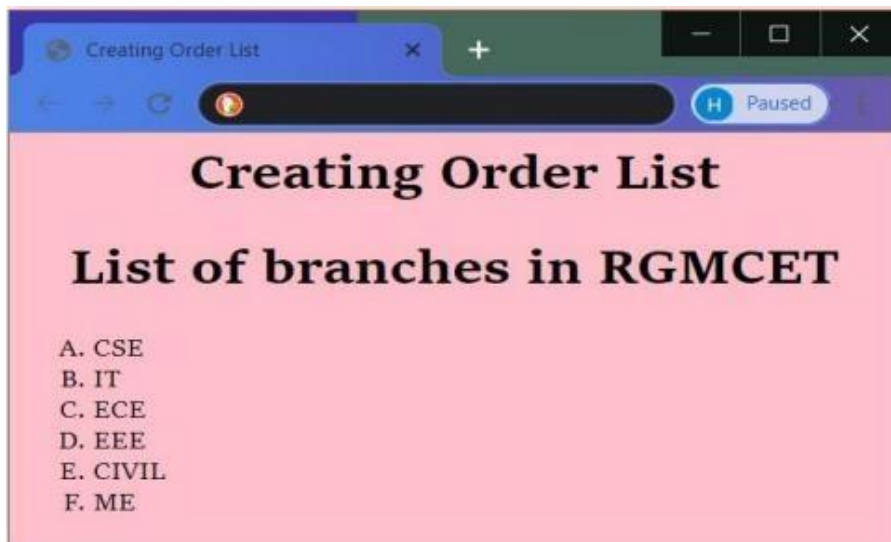 Creating Order List
H Paused
Creating Order List
List of branches in RGMCET
A. CSE
B. IT
C. ECE
D. EEE
E. CIVIL
F. ME